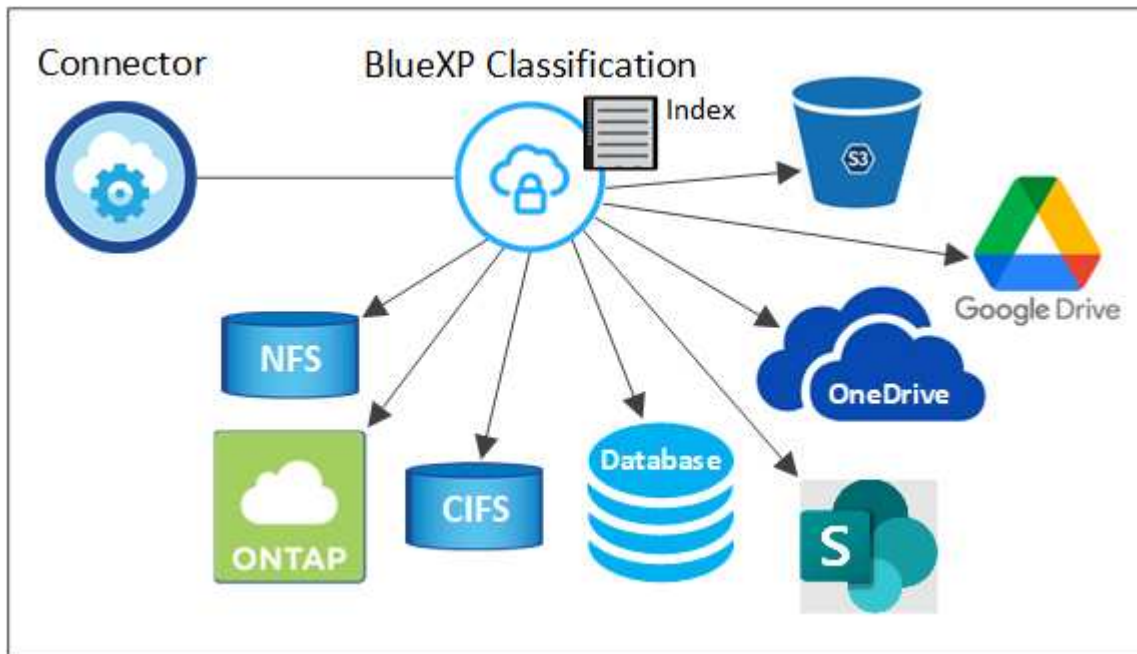 Connector
BlueXP Classification
Index
S3
Google Drive
NFS
OneDrive
Database
ONTAP
CIFS
S